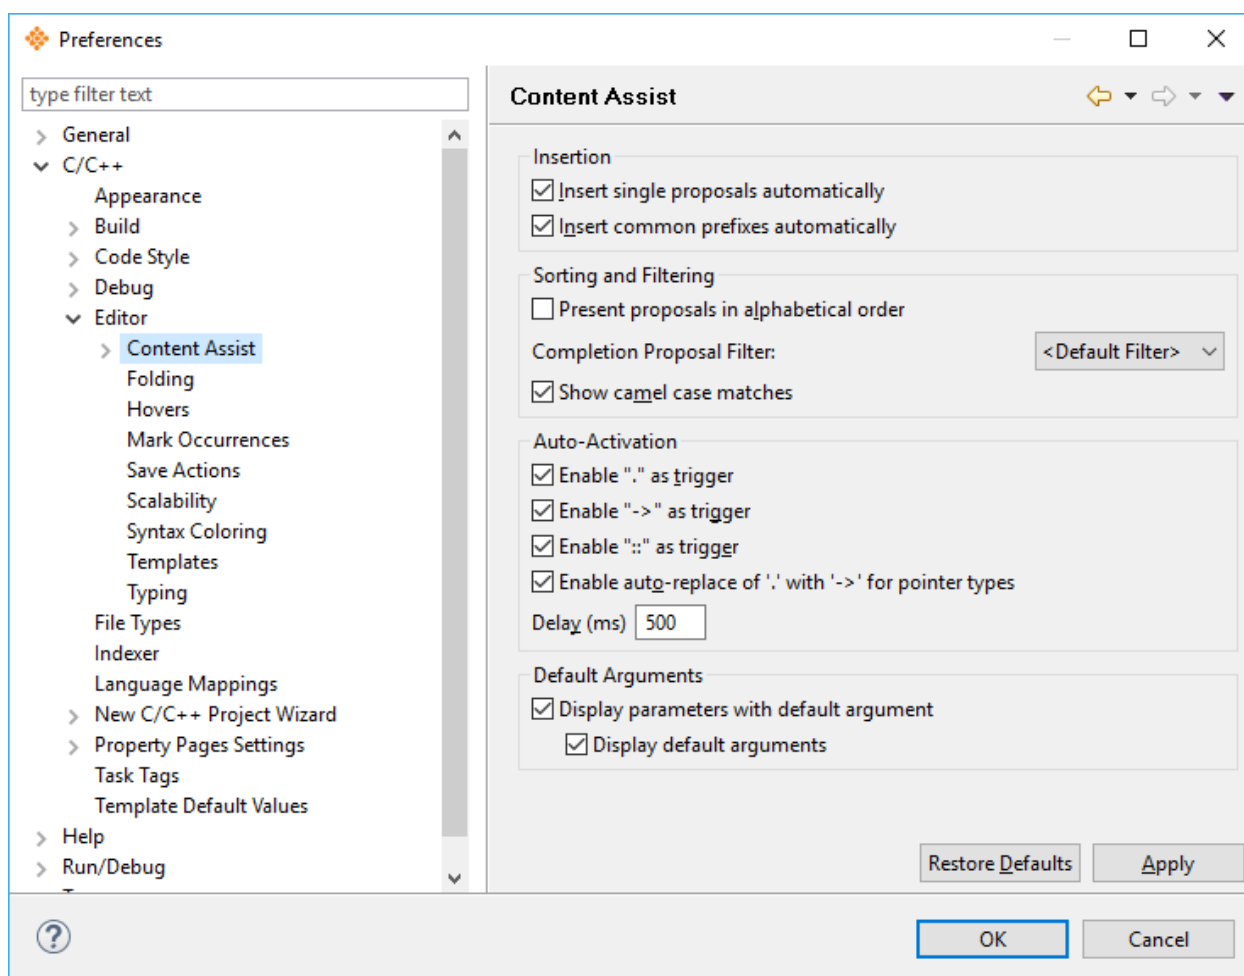 Preferences
type filter text
General
C/C++
Appearance
Build
Code Style
Debug
Editor
Content Assist
Folding
Hovers
Mark Occurrences
Save Actions
Scalability
Syntax Coloring
Templates
Typing
File Types
Indexer
Language Mappings
New C/C++ Project Wizard
Property Pages Settings
Task Tags
Template Default Values
Help
Run/Debug
Content Assist
Insertion
Insert single proposals automatically
Insert common prefixes automatically
Sorting and Filtering
Present proposals in alphabetical order
Completion Proposal Filter: <Default Filter>
Show camel case matches
Auto-Activation
Enable "." as trigger
Enable "->" as trigger
Enable "::" as trigger
Enable auto-replace of '.' with '->' for pointer types
Delay (ms) 500
Default Arguments
Display parameters with default argument
Display default arguments
Restore Defaults Apply
? OK Cancel